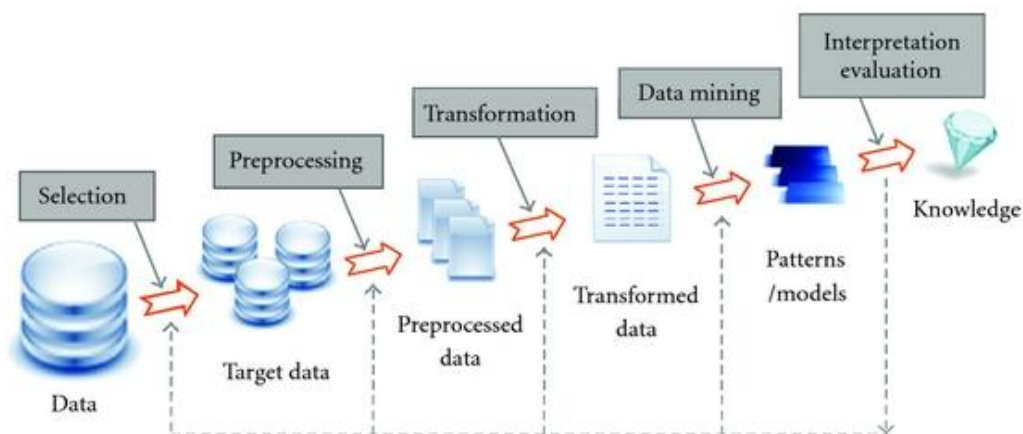 Interpretation
evaluation
Data mining
Transformation
Preprocessing
Selection
Knowledge
Patterns
/models
Transformed
data
Preprocessed
data
Target data
Data